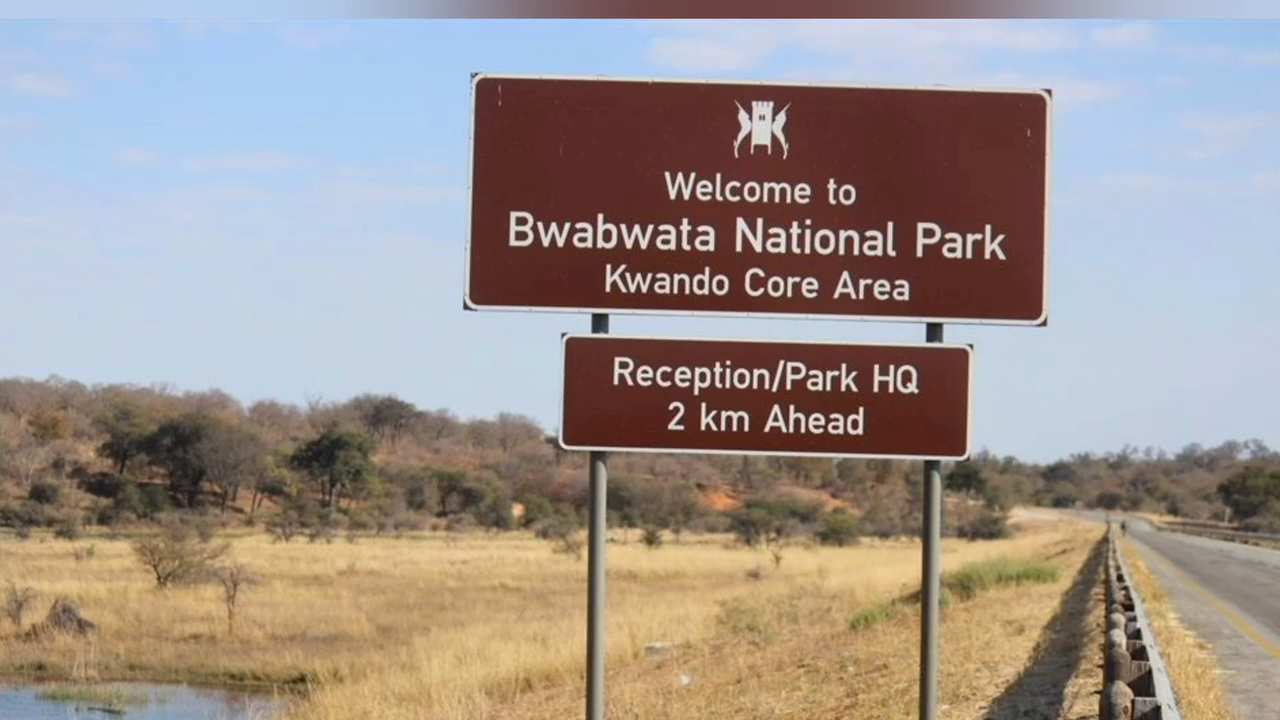 Welcome to
Bwabwata National Park
Kwando Core Area
Reception/Park HQ
2 km Ahead